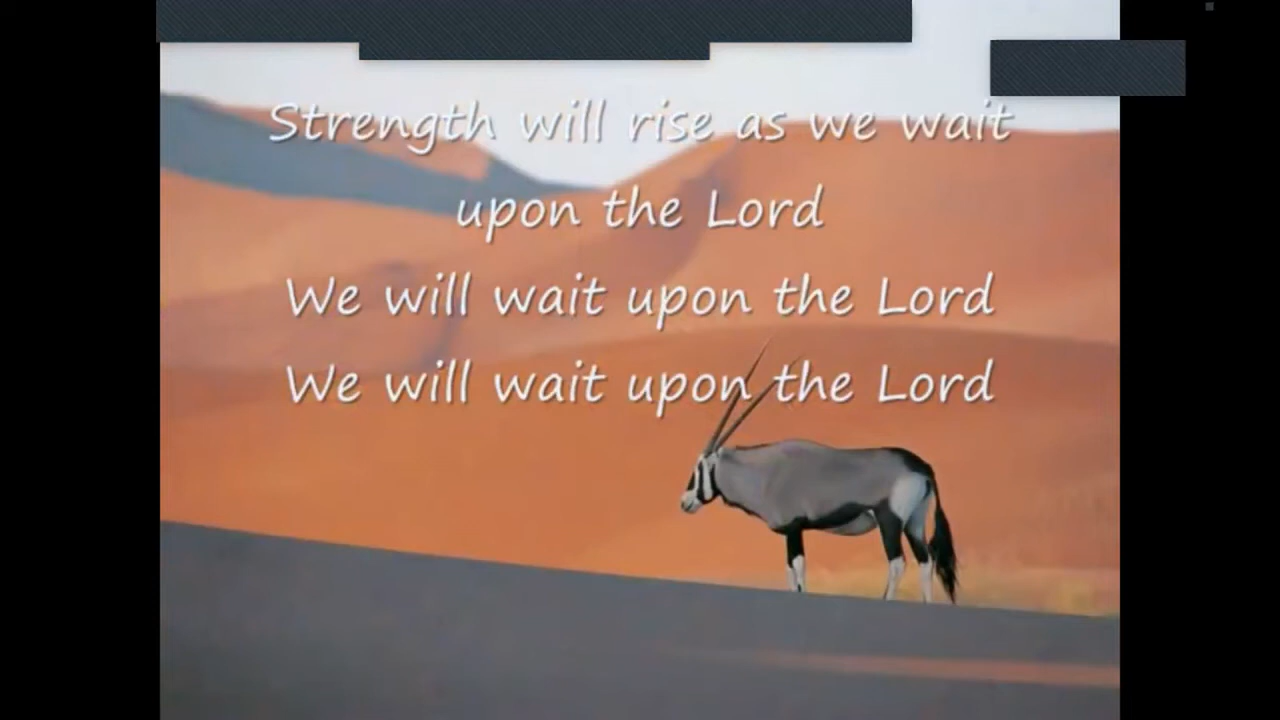 Strength will rise as we wait
upon the Lord
We will wait upon the Lord
We will wait upon the Lord